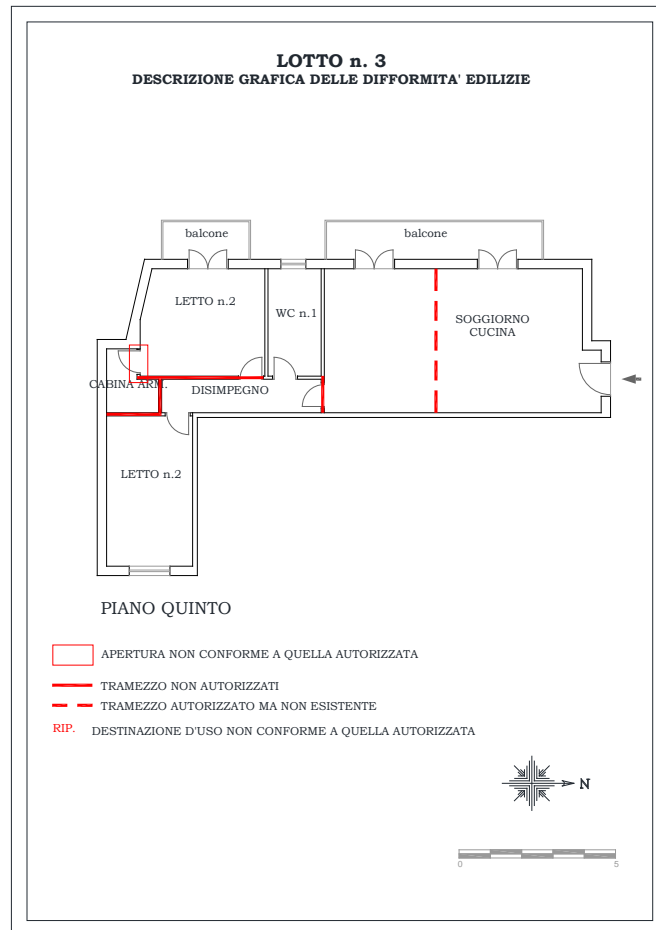 LOTTO n. 3
DESCRIZIONE GRAFICA DELLE DIFFORMITA' EDILIZIE
balcone
balcone
LETTO n.2
WC n.1
SOGGIORNO
CUCINA
CABINA ARM.
DISIMPEGNO
LETTO n.2
PIANO QUINTO
APERTURA NON CONFORME A QUELLA AUTORIZZATA
TRAMEZZO NON AUTORIZZATI
TRAMEZZO AUTORIZZATO MA NON ESISTENTE
RIP. DESTINAZIONE D'USO NON CONFORME A QUELLA AUTORIZZATA
N
0 5